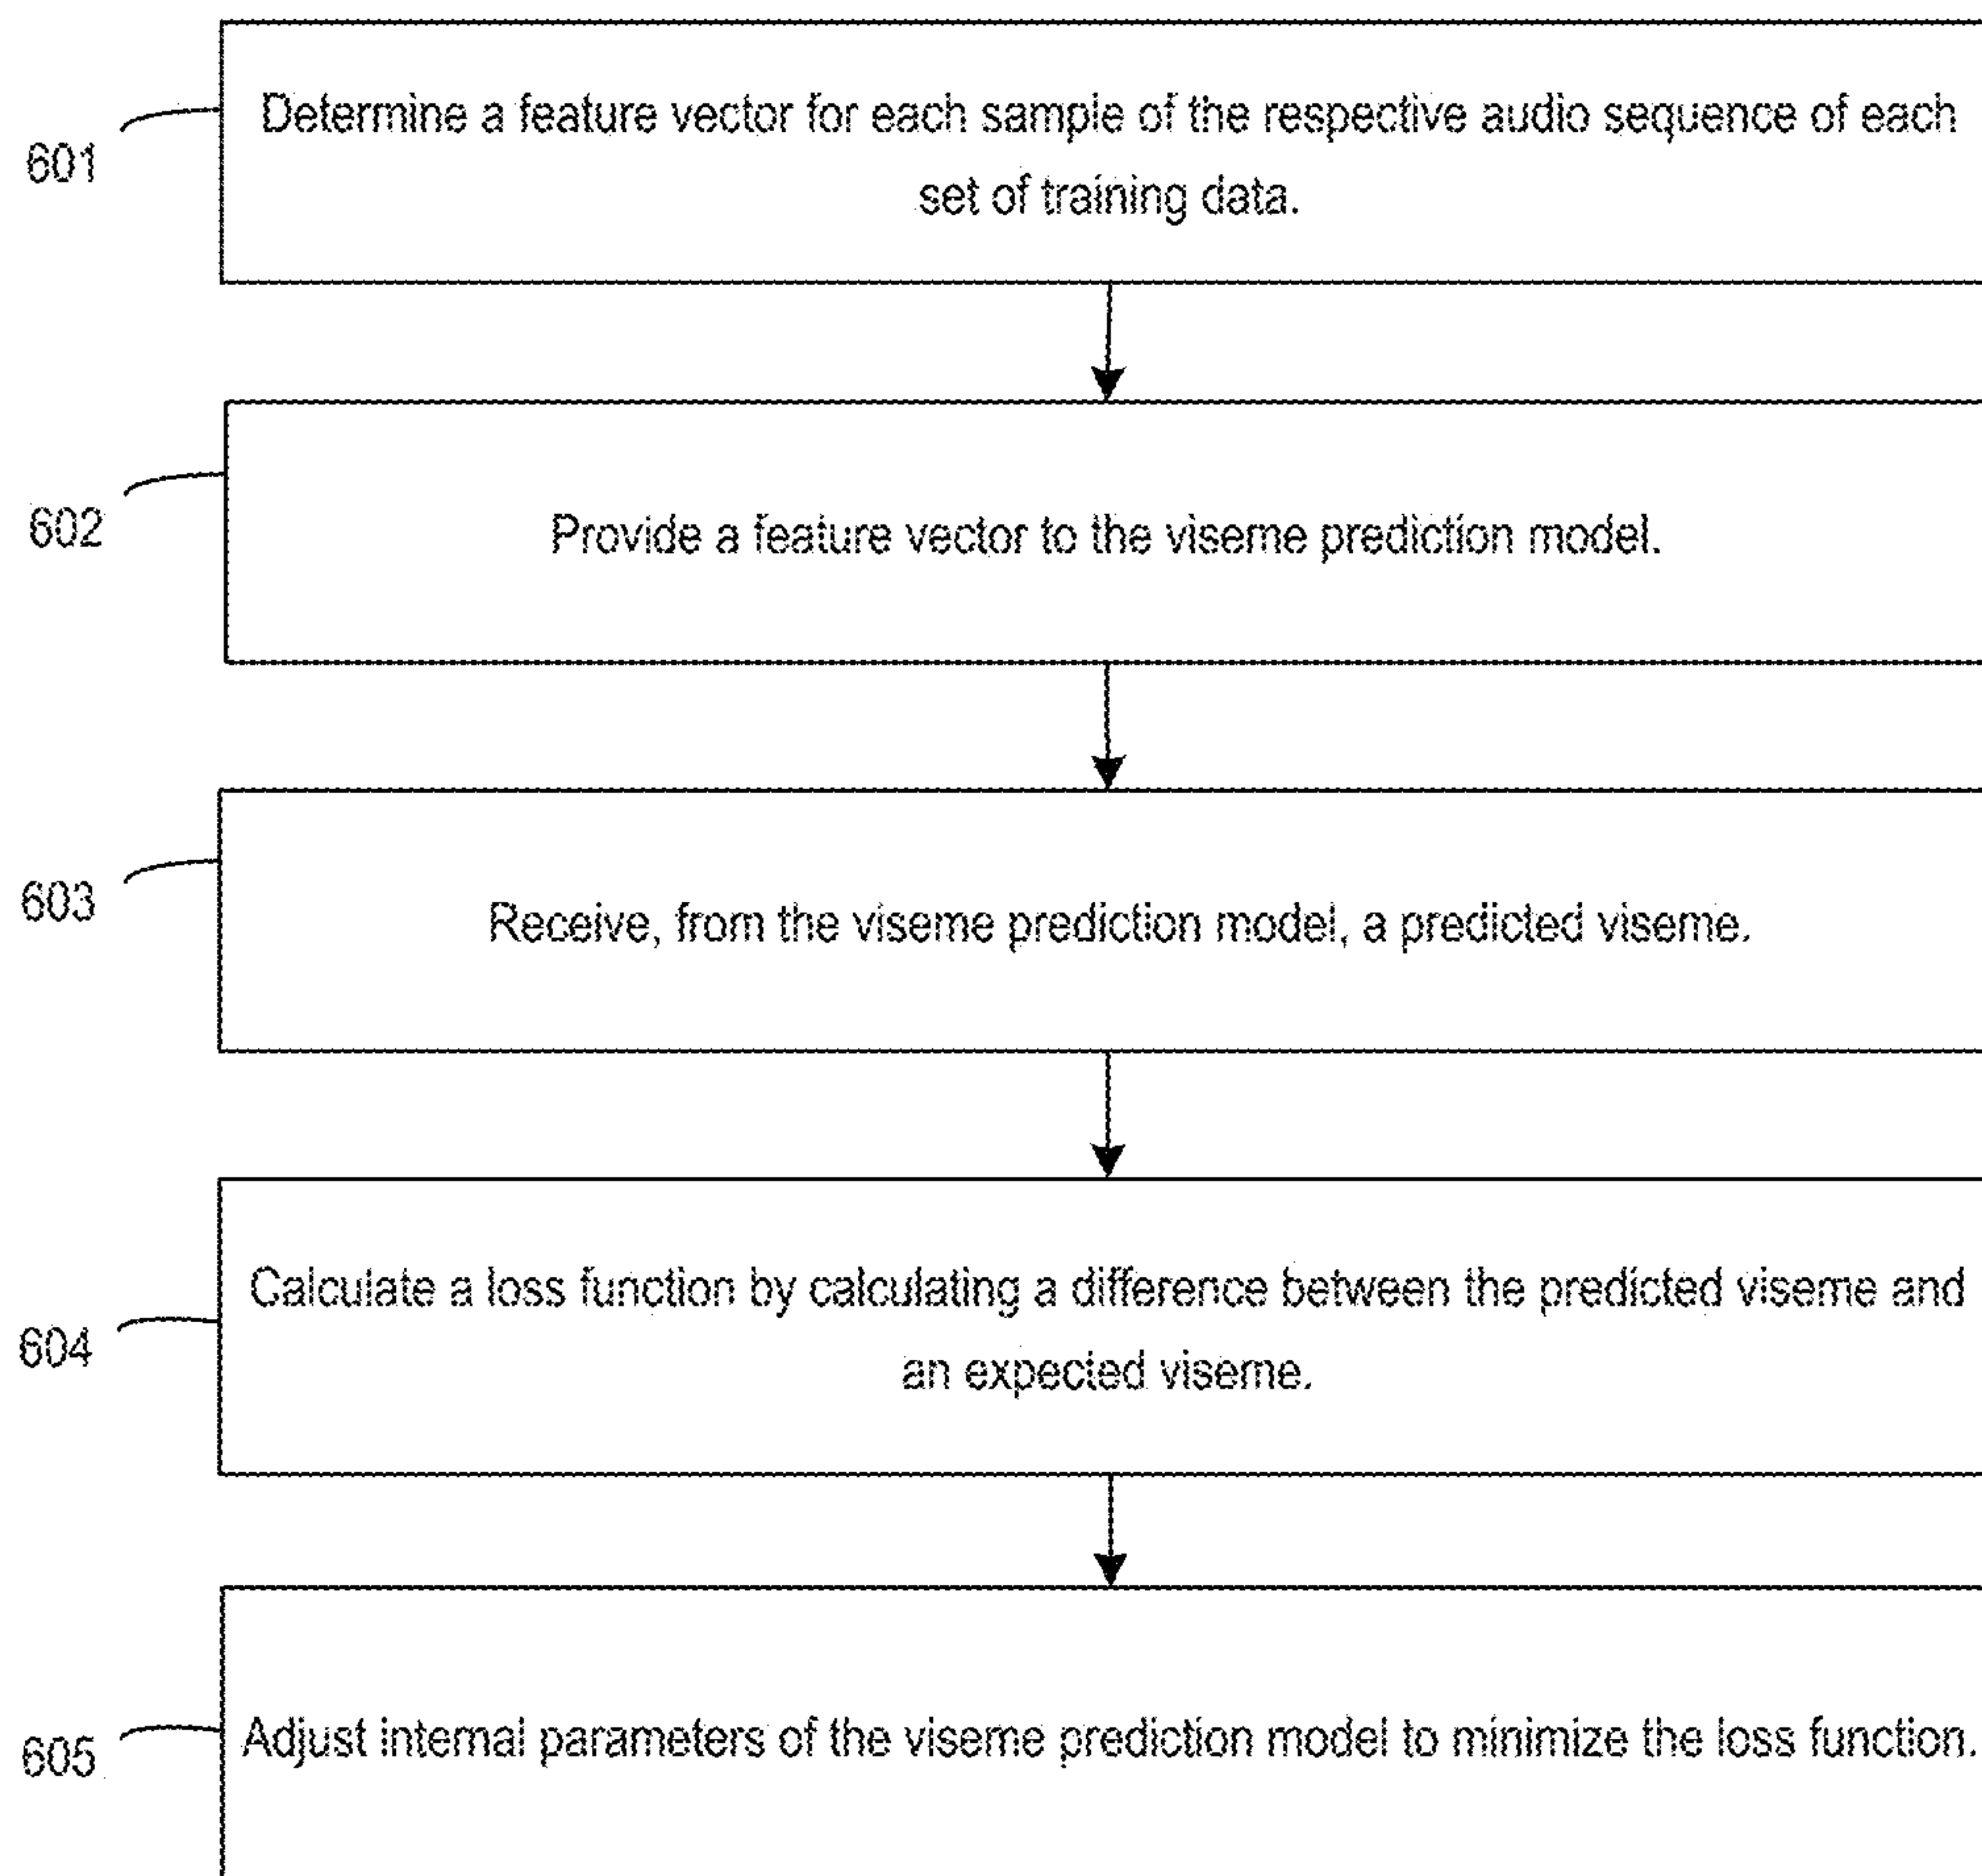 601
Determine a feature vector for each sample of the respective audio sequence of each
set of training data.
602
Provide a feature vector to the viseme prediction model.
603
Receive, from the viseme prediction model, a predicted viseme.
604
Calculate a loss function by calculating a difference between the predicted viseme and
an expected viseme.
605
Adjust internal parameters of the viseme prediction model to minimize the loss function.